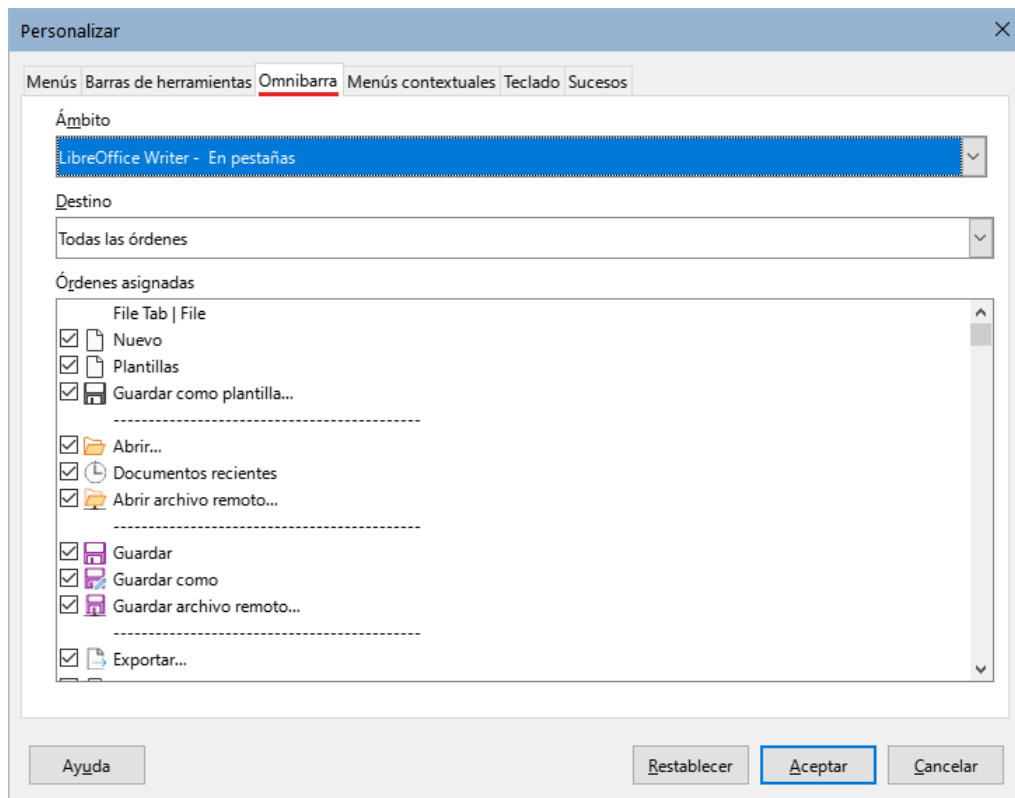 Personalizar
Menús Barras de herramientas Omnibarra Menús contextuales Teclado Sucesos
Ámbito
LibreOffice Writer - En pestañas
Destino
Todas las órdenes
Órdenes asignadas
File Tab | File
Nuevo
Plantillas
Guardar como plantilla...
--------------------------------------------
Abrir...
Documentos recientes
Abrir archivo remoto...
--------------------------------------------
Guardar
Guardar como
Guardar archivo remoto...
--------------------------------------------
Exportar...
Ayuda Restablecer Aceptar Cancelar